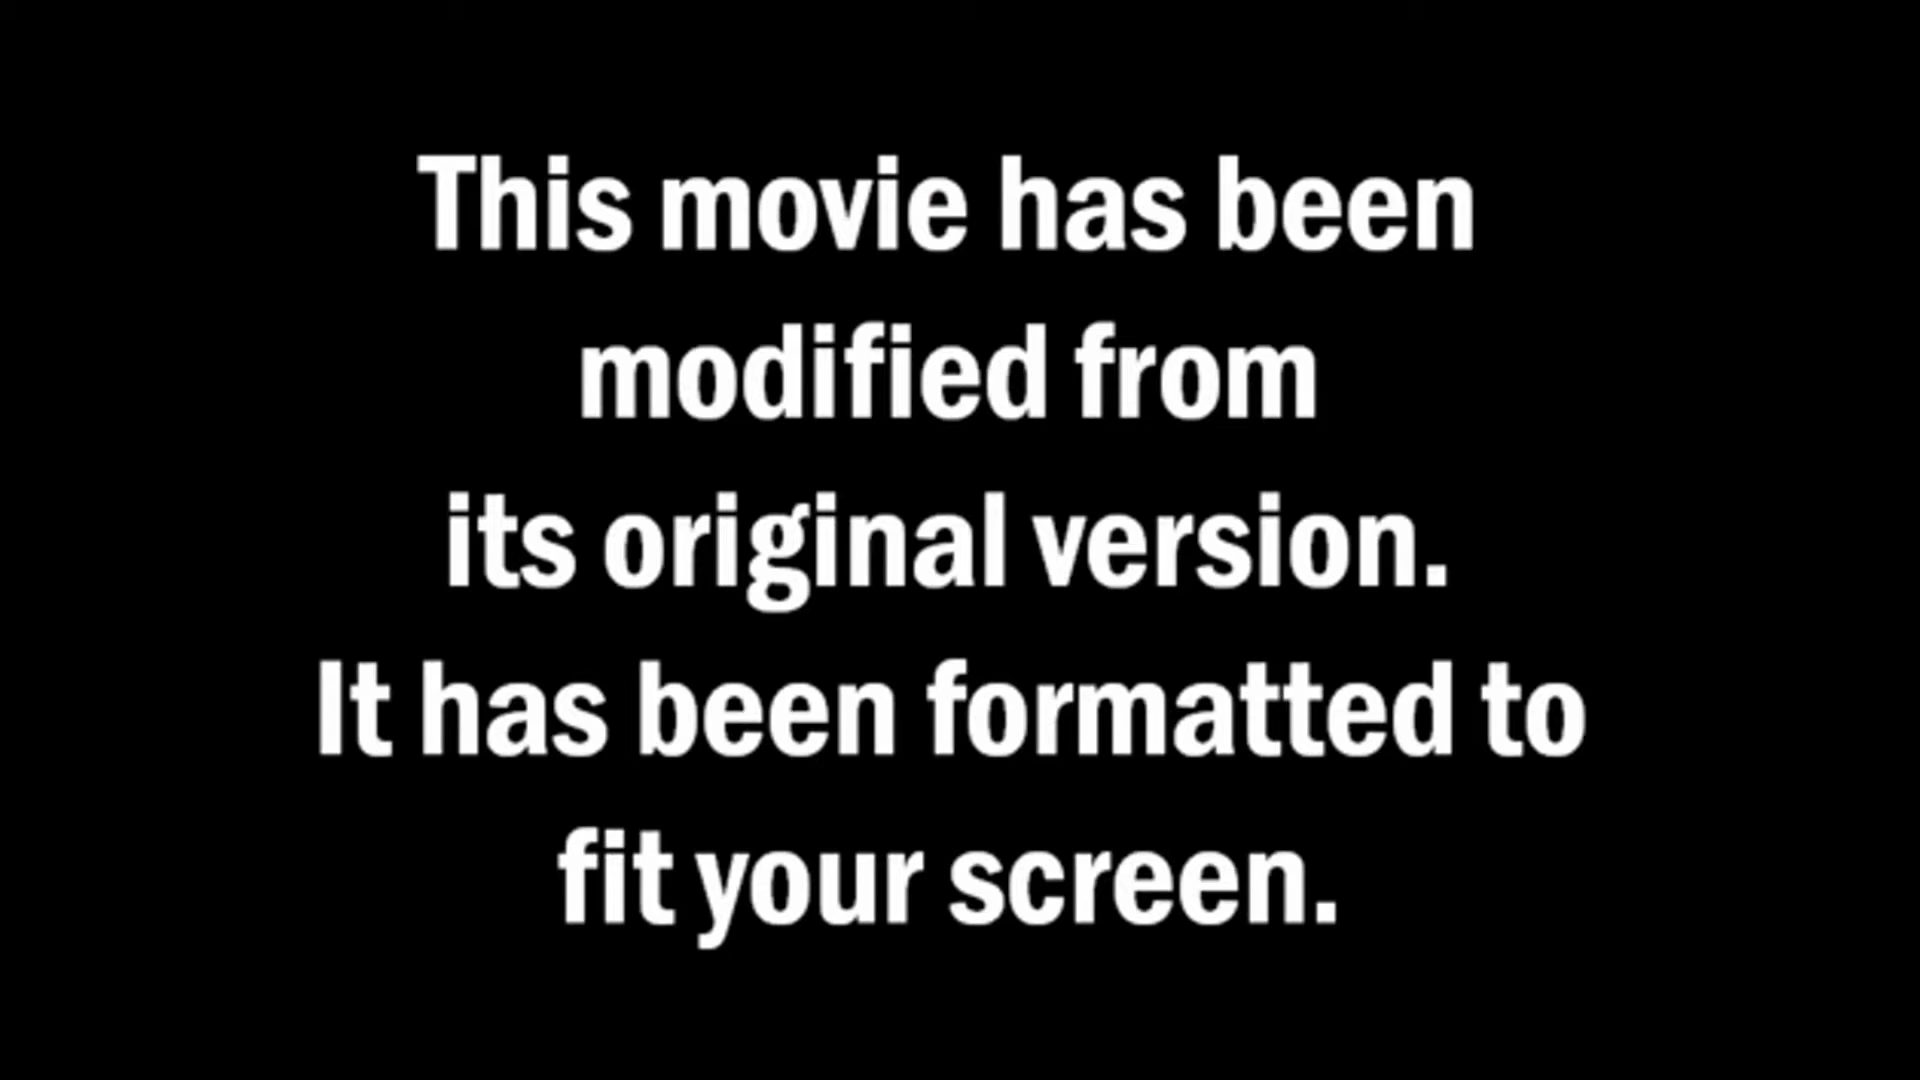 This movie has been
modified from
its original version.
It has been formatted to
fit your screen.